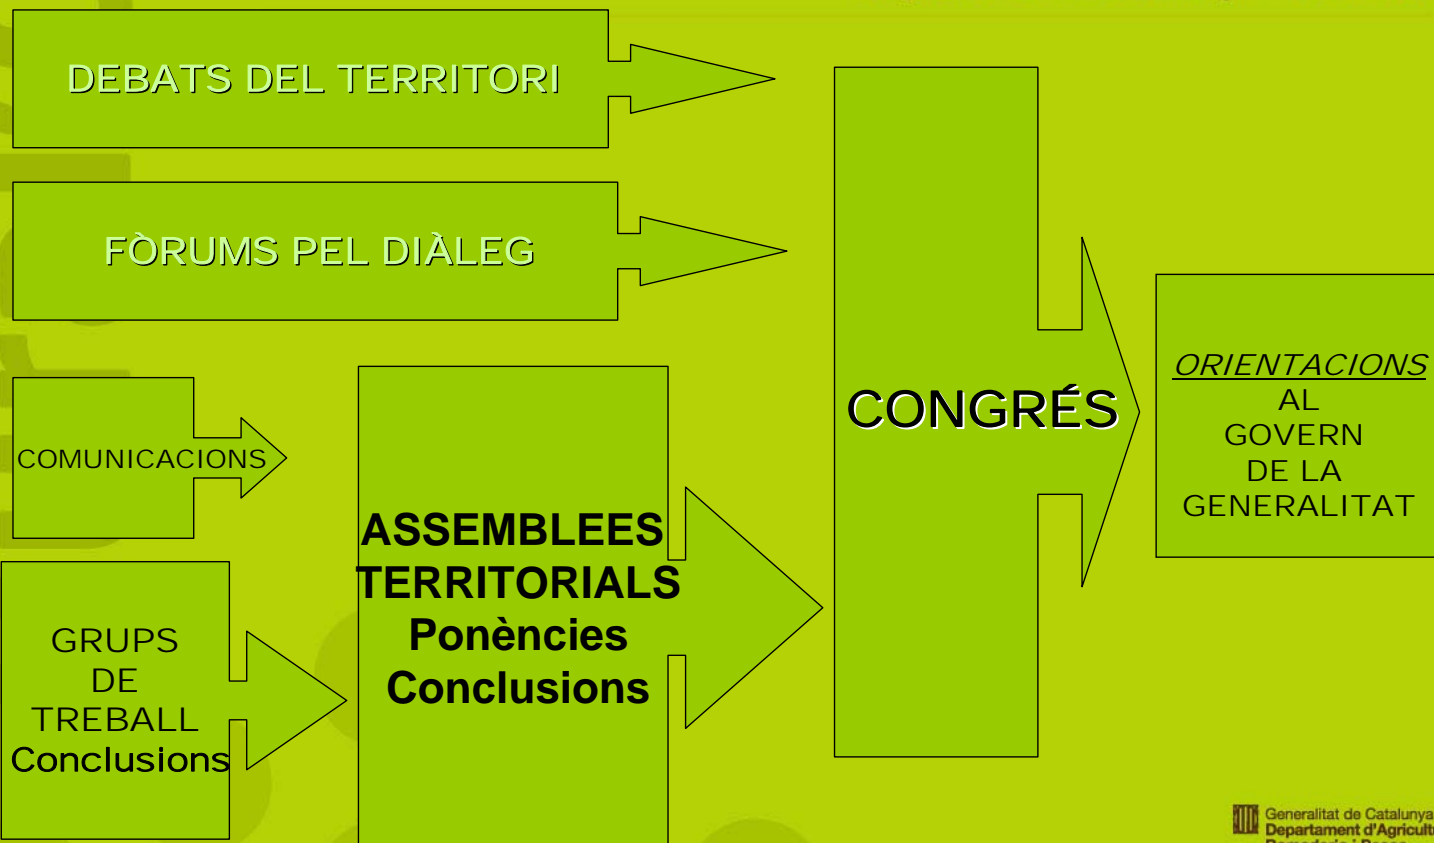 DEBATS DEL TERRITORI
FÒRUMS PEL DIÀLEG
COMUNICACIONS
GRUPS
DE
TREBALL
Conclusions
ASSEMBLEES
TERRITORIALS
Ponències
Conclusions
CONGRÉS
ORIENTACIONS
AL
GOVERN
DE LA
GENERALITAT
Generalitat de Catalunya